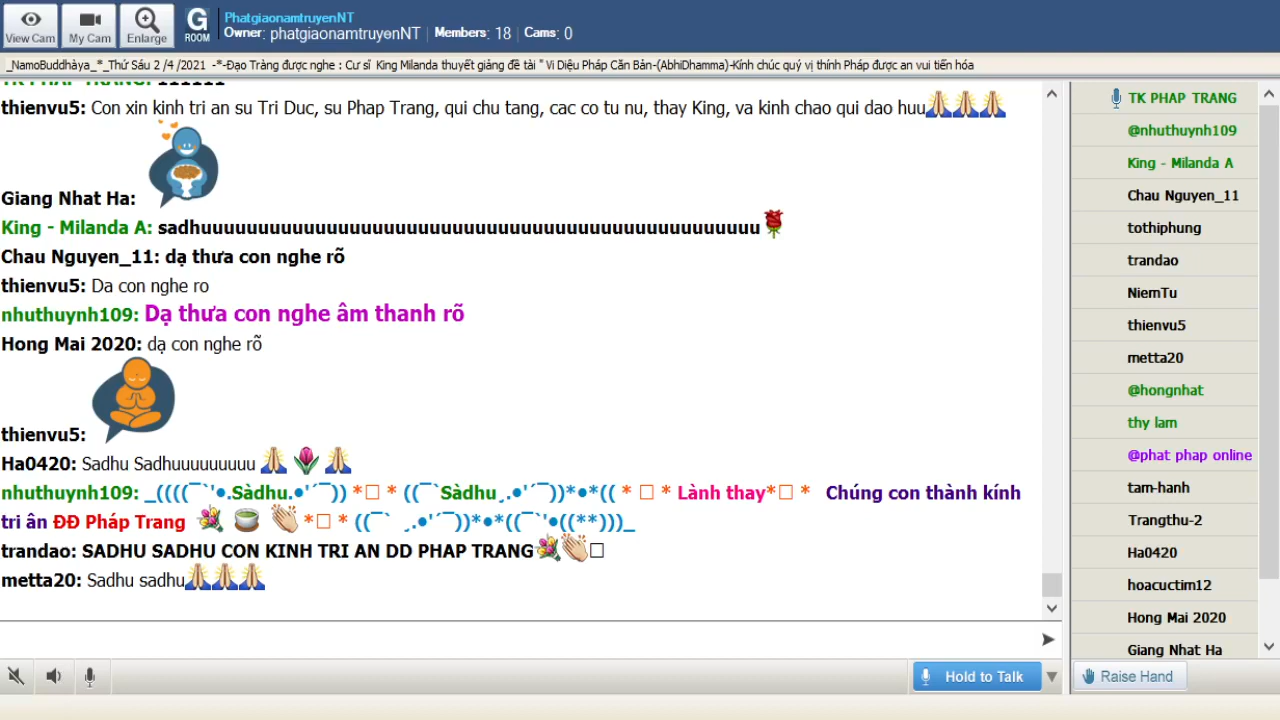 View Cam
My Cam
Enlarge
G
ROOM
PhatgiaonamtruyenNT
Owner: phatgiaonamtruyenNT | Members: 18 | Cams: 0
_NamoBuddhàya_*_Thứ Sáu 2 /4 /2021 -*-Đạo Tràng được nghe : Cư sĩ King Milanda thuyết giảng đề tài " Vi Diệu Pháp Căn Bản-(AbhiDhamma)-Kính chúc quý vị thính Pháp được an vui tiến hóa
thienvu5: Con xin kinh tri an su Tri Duc, su Phap Trang, qui chu tang, cac co tu nu, thay King, va kinh chao qui dao huu🙏🙏🙏
Giang Nhat Ha:
King - Milanda A: sadhuuuuuuuuuuuuuuuuuuuuuuuuuuuuuuuuuuuuuuuuuuuuuuuuu🌹
Chau Nguyen_11: dạ thưa con nghe rõ
thienvu5: Da con nghe ro
nhuthuynh109: Dạ thưa con nghe âm thanh rõ
Hong Mai 2020: dạ con nghe rõ
thienvu5:
Ha0420: Sadhu Sadhuuuuuuuuu 🙏 🌷 🙏
nhuthuynh109: _((((¯`'•.Sàdhu.•'´¯)) *□ * ((¯`Sàdhu¸.•'´¯))*•*(( * □ * Lành thay*□ * Chúng con thành kính
tri ân ĐĐ Pháp Trang 💐 🍵 👏 *□ * ((¯` ¸.•'´¯))*•*((¯`'•((**)))_
trandao: SADHU SADHU CON KINH TRI AN DD PHAP TRANG💐👏□
metta20: Sadhu sadhu🙏🙏🙏
Hold to Talk
TK PHAP TRANG
@nhuthuynh109
King - Milanda A
Chau Nguyen_11
tothiphung
trandao
NiemTu
thienvu5
metta20
@hongnhat
thy lam
@phat phap online
tam-hanh
Trangthu-2
Ha0420
hoacuctim12
Hong Mai 2020
Giang Nhat Ha
Raise Hand